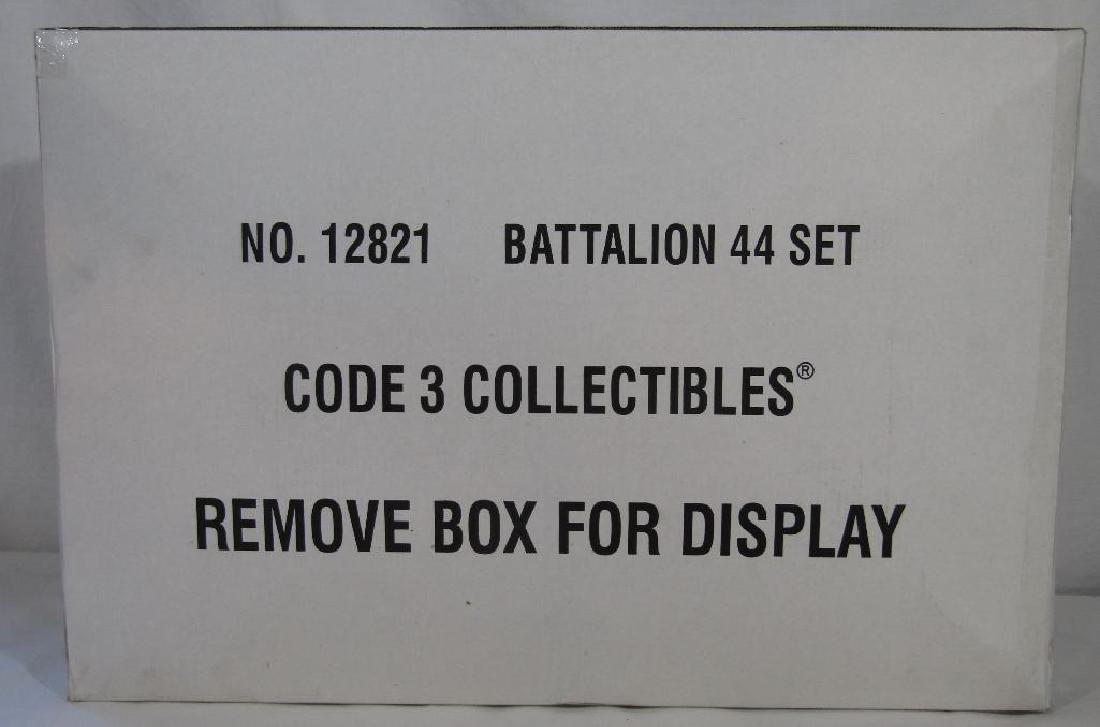 NO. 12821 BATTALION 44 SET
CODE 3 COLLECTIBLES®
REMOVE BOX FOR DISPLAY